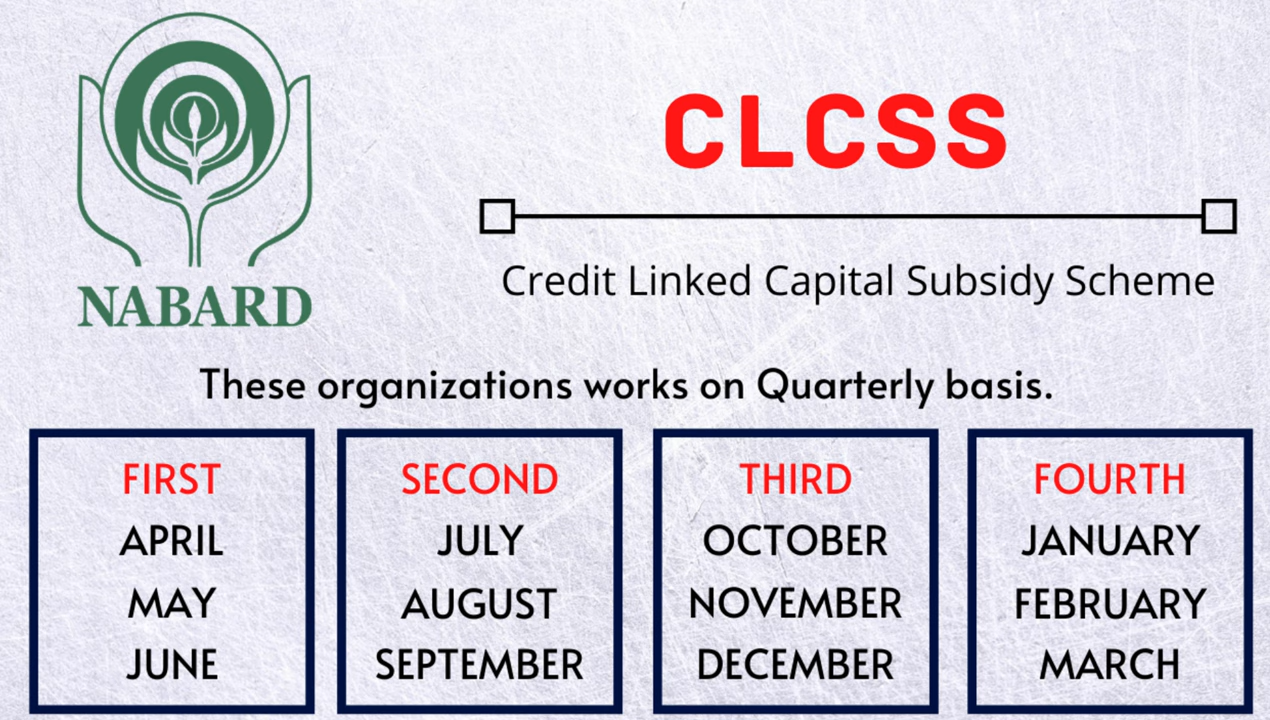 NABARD
CLCSS
Credit Linked Capital Subsidy Scheme
These organizations works on Quarterly basis.
FIRST
APRIL
MAY
JUNE
SECOND
JULY
AUGUST
SEPTEMBER
THIRD
OCTOBER
NOVEMBER
DECEMBER
FOURTH
JANUARY
FEBRUARY
MARCH